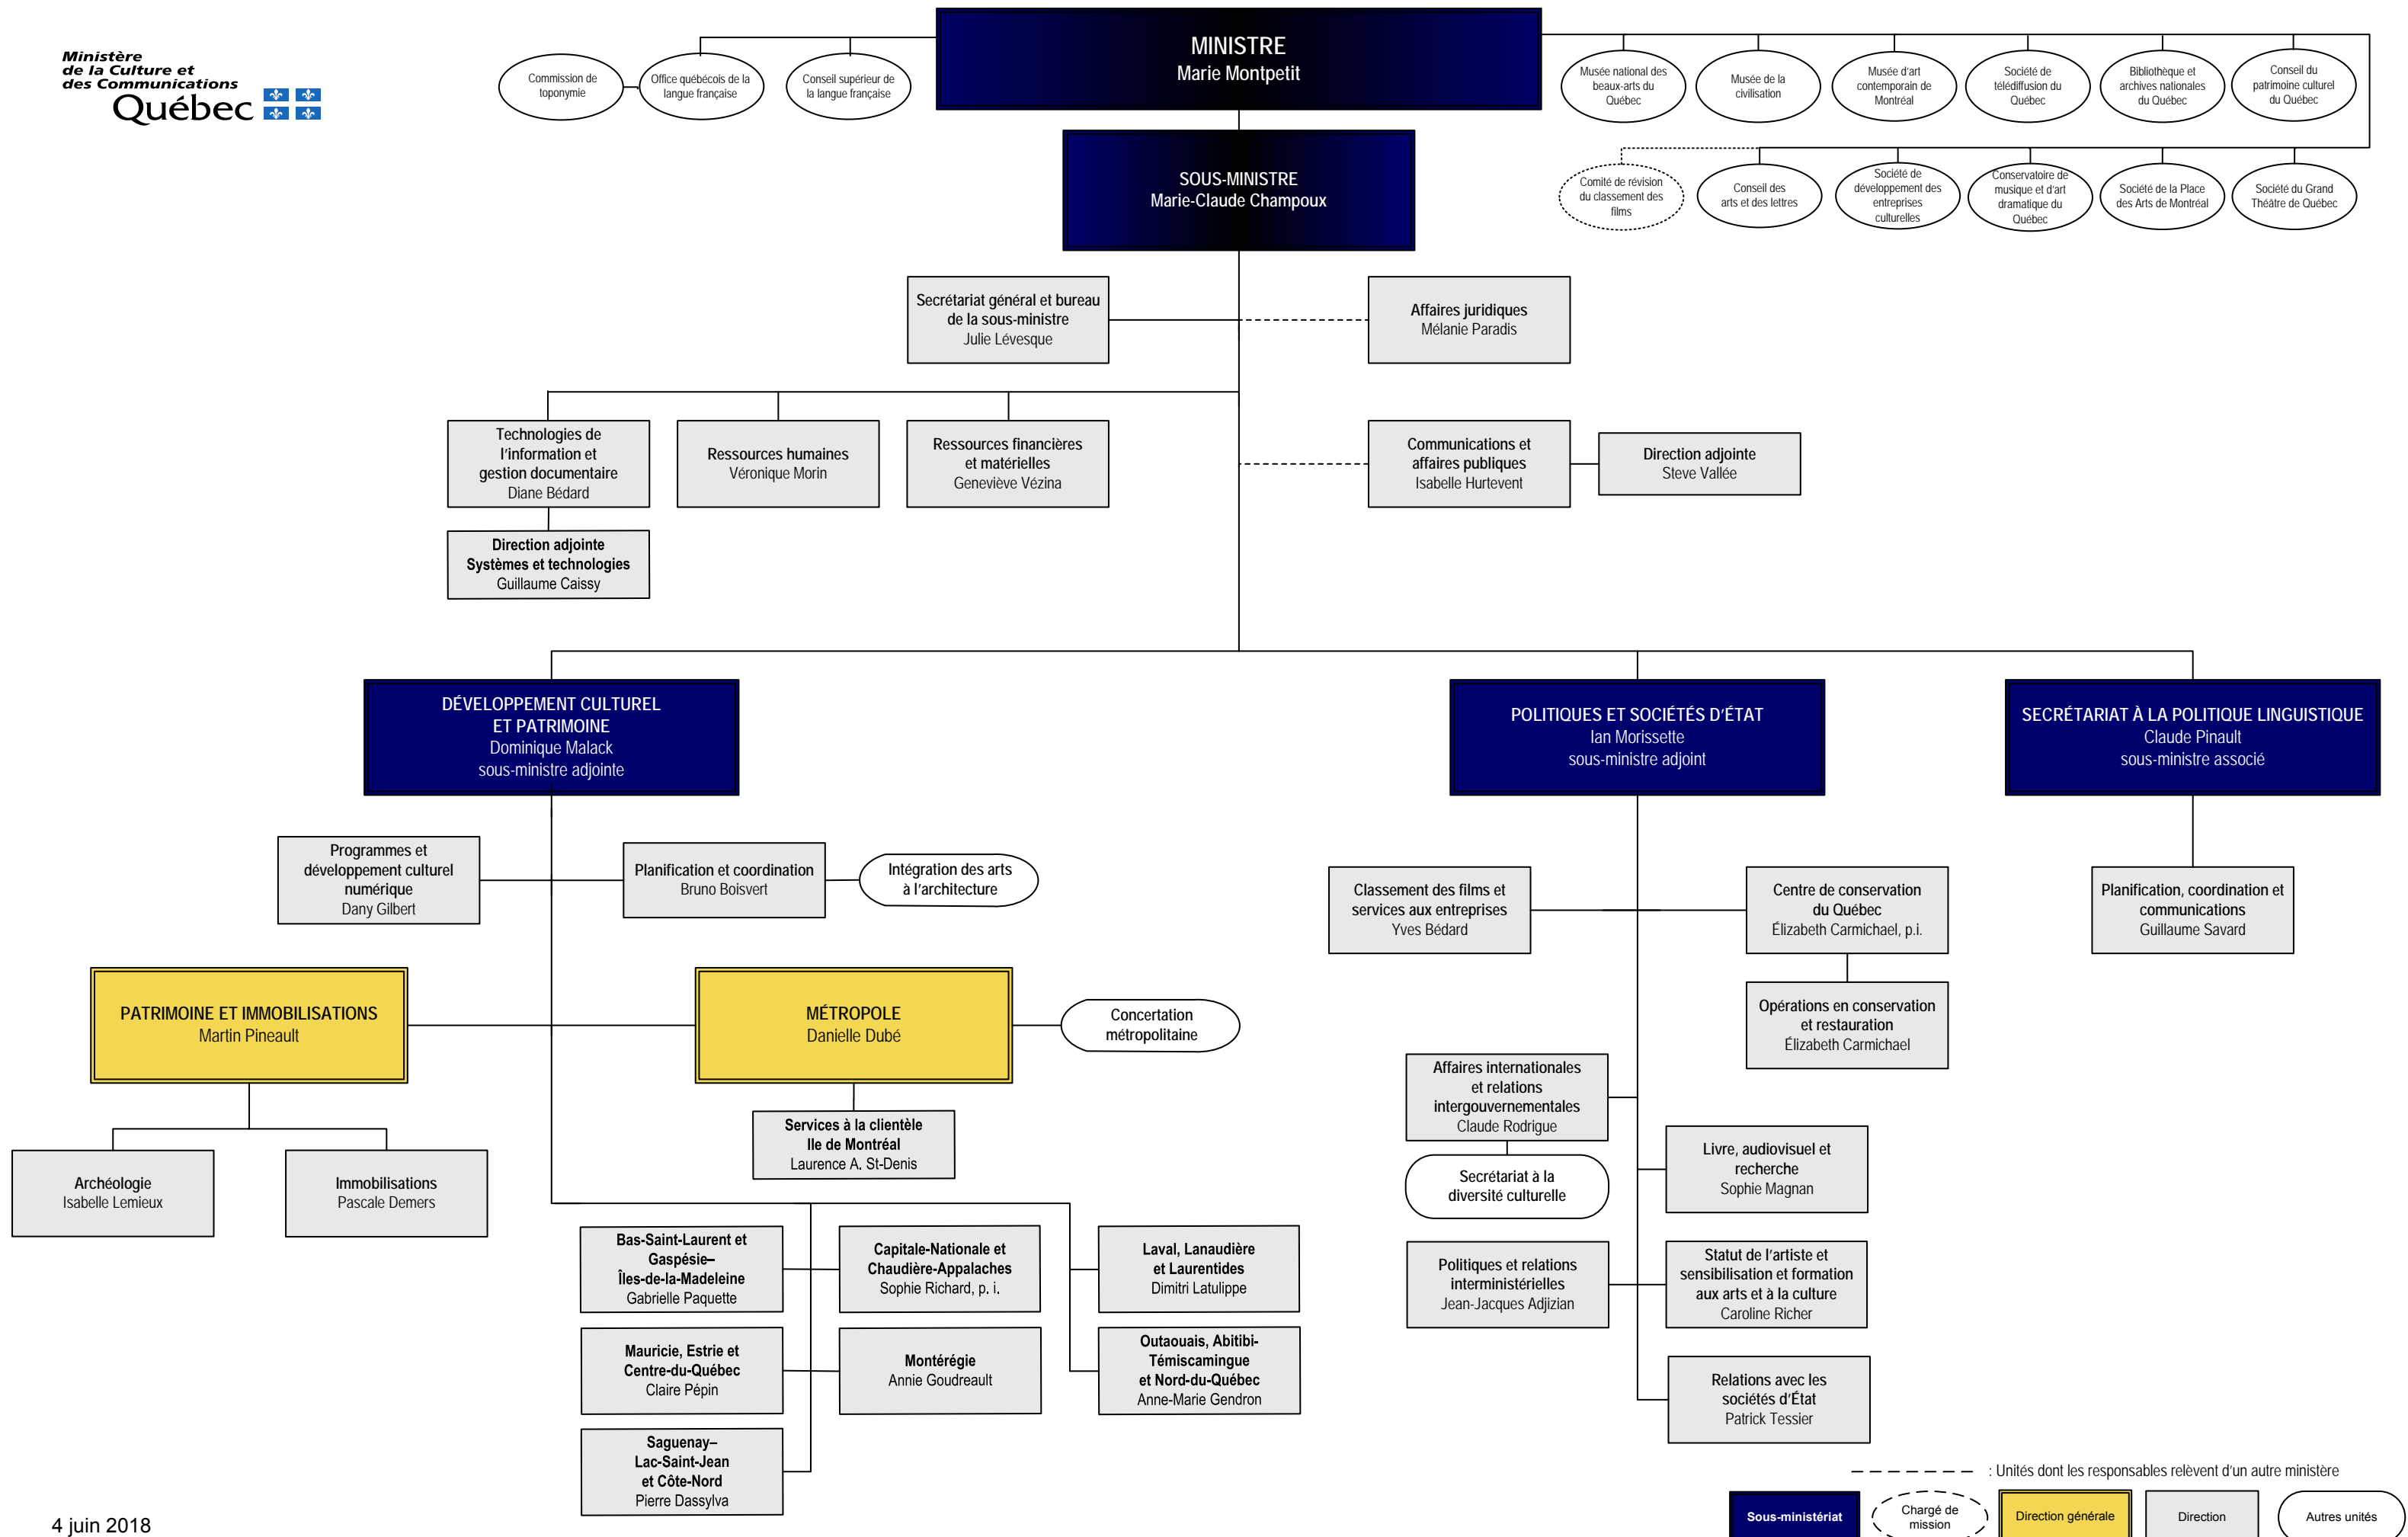 Ministère
de la Culture et
des Communications
Québec
MINISTRE
Marie Montpetit
Commission de
toponymie
Office québécois de la
langue française
Conseil supérieur de
la langue française
Musée national des
beaux-arts du
Québec
Musée de la
civilisation
Musée d'art
contemporain de
Montréal
Société de
télédiffusion du
Québec
Bibliothèque et
archives nationales
du Québec
Conseil du
patrimoine culturel
du Québec
Comité de révision
du classement des
films
Conseil des
arts et des lettres
Société de
développement des
entreprises
culturelles
Conservatoire de
musique et d'art
dramatique du
Québec
Société de la Place
des Arts de Montréal
Société du Grand
Théâtre de Québec
SOUS-MINISTRE
Marie-Claude Champoux
Secrétariat général et bureau
de la sous-ministre
Julie Lévesque
Affaires juridiques
Mélanie Paradis
Technologies de
l'information et
gestion documentaire
Diane Bédard
Ressources humaines
Véronique Morin
Ressources financières
et matérielles
Geneviève Vézina
Communications et
affaires publiques
Isabelle Hurtevent
Direction adjointe
Steve Vallée
Direction adjointe
Systèmes et technologies
Guillaume Caissy
DÉVELOPPEMENT CULTUREL
ET PATRIMOINE
Dominique Malack
sous-ministre adjointe
POLITIQUES ET SOCIÉTÉS D'ÉTAT
Ian Morissette
sous-ministre adjoint
SECRÉTARIAT À LA POLITIQUE LINGUISTIQUE
Claude Pinault
sous-ministre associé
Programmes et
développement culturel
numérique
Dany Gilbert
Planification et coordination
Bruno Boisvert
Intégration des arts
à l'architecture
Classement des films et
services aux entreprises
Yves Bédard
Centre de conservation
du Québec
Élizabeth Carmichael, p.i.
Planification, coordination et
communications
Guillaume Savard
PATRIMOINE ET IMMOBILISATIONS
Martin Pineault
MÉTROPOLE
Danielle Dubé
Concertation
métropolitaine
Opérations en conservation
et restauration
Élizabeth Carmichael
Services à la clientèle
Ile de Montréal
Laurence A. St-Denis
Affaires internationales
et relations
intergouvernementales
Claude Rodrigue
Archéologie
Isabelle Lemieux
Immobilisations
Pascale Demers
Secrétariat à la
diversité culturelle
Livre, audiovisuel et
recherche
Sophie Magnan
Bas-Saint-Laurent et
Gaspésie–
Îles-de-la-Madeleine
Gabrielle Paquette
Capitale-Nationale et
Chaudière-Appalaches
Sophie Richard, p. i.
Laval, Lanaudière
et Laurentides
Dimitri Latulippe
Politiques et relations
interministérielles
Jean-Jacques Adjizian
Statut de l'artiste et
sensibilisation et formation
aux arts et à la culture
Caroline Richer
Mauricie, Estrie et
Centre-du-Québec
Claire Pépin
Montérégie
Annie Goudreault
Outaouais, Abitibi-
Témiscamingue
et Nord-du-Québec
Anne-Marie Gendron
Relations avec les
sociétés d'État
Patrick Tessier
Saguenay–
Lac-Saint-Jean
et Côte-Nord
Pierre Dassylva
: Unités dont les responsables relèvent d'un autre ministère
Sous-ministériat
Chargé de
mission
Direction générale
Direction
Autres unités
4 juin 2018